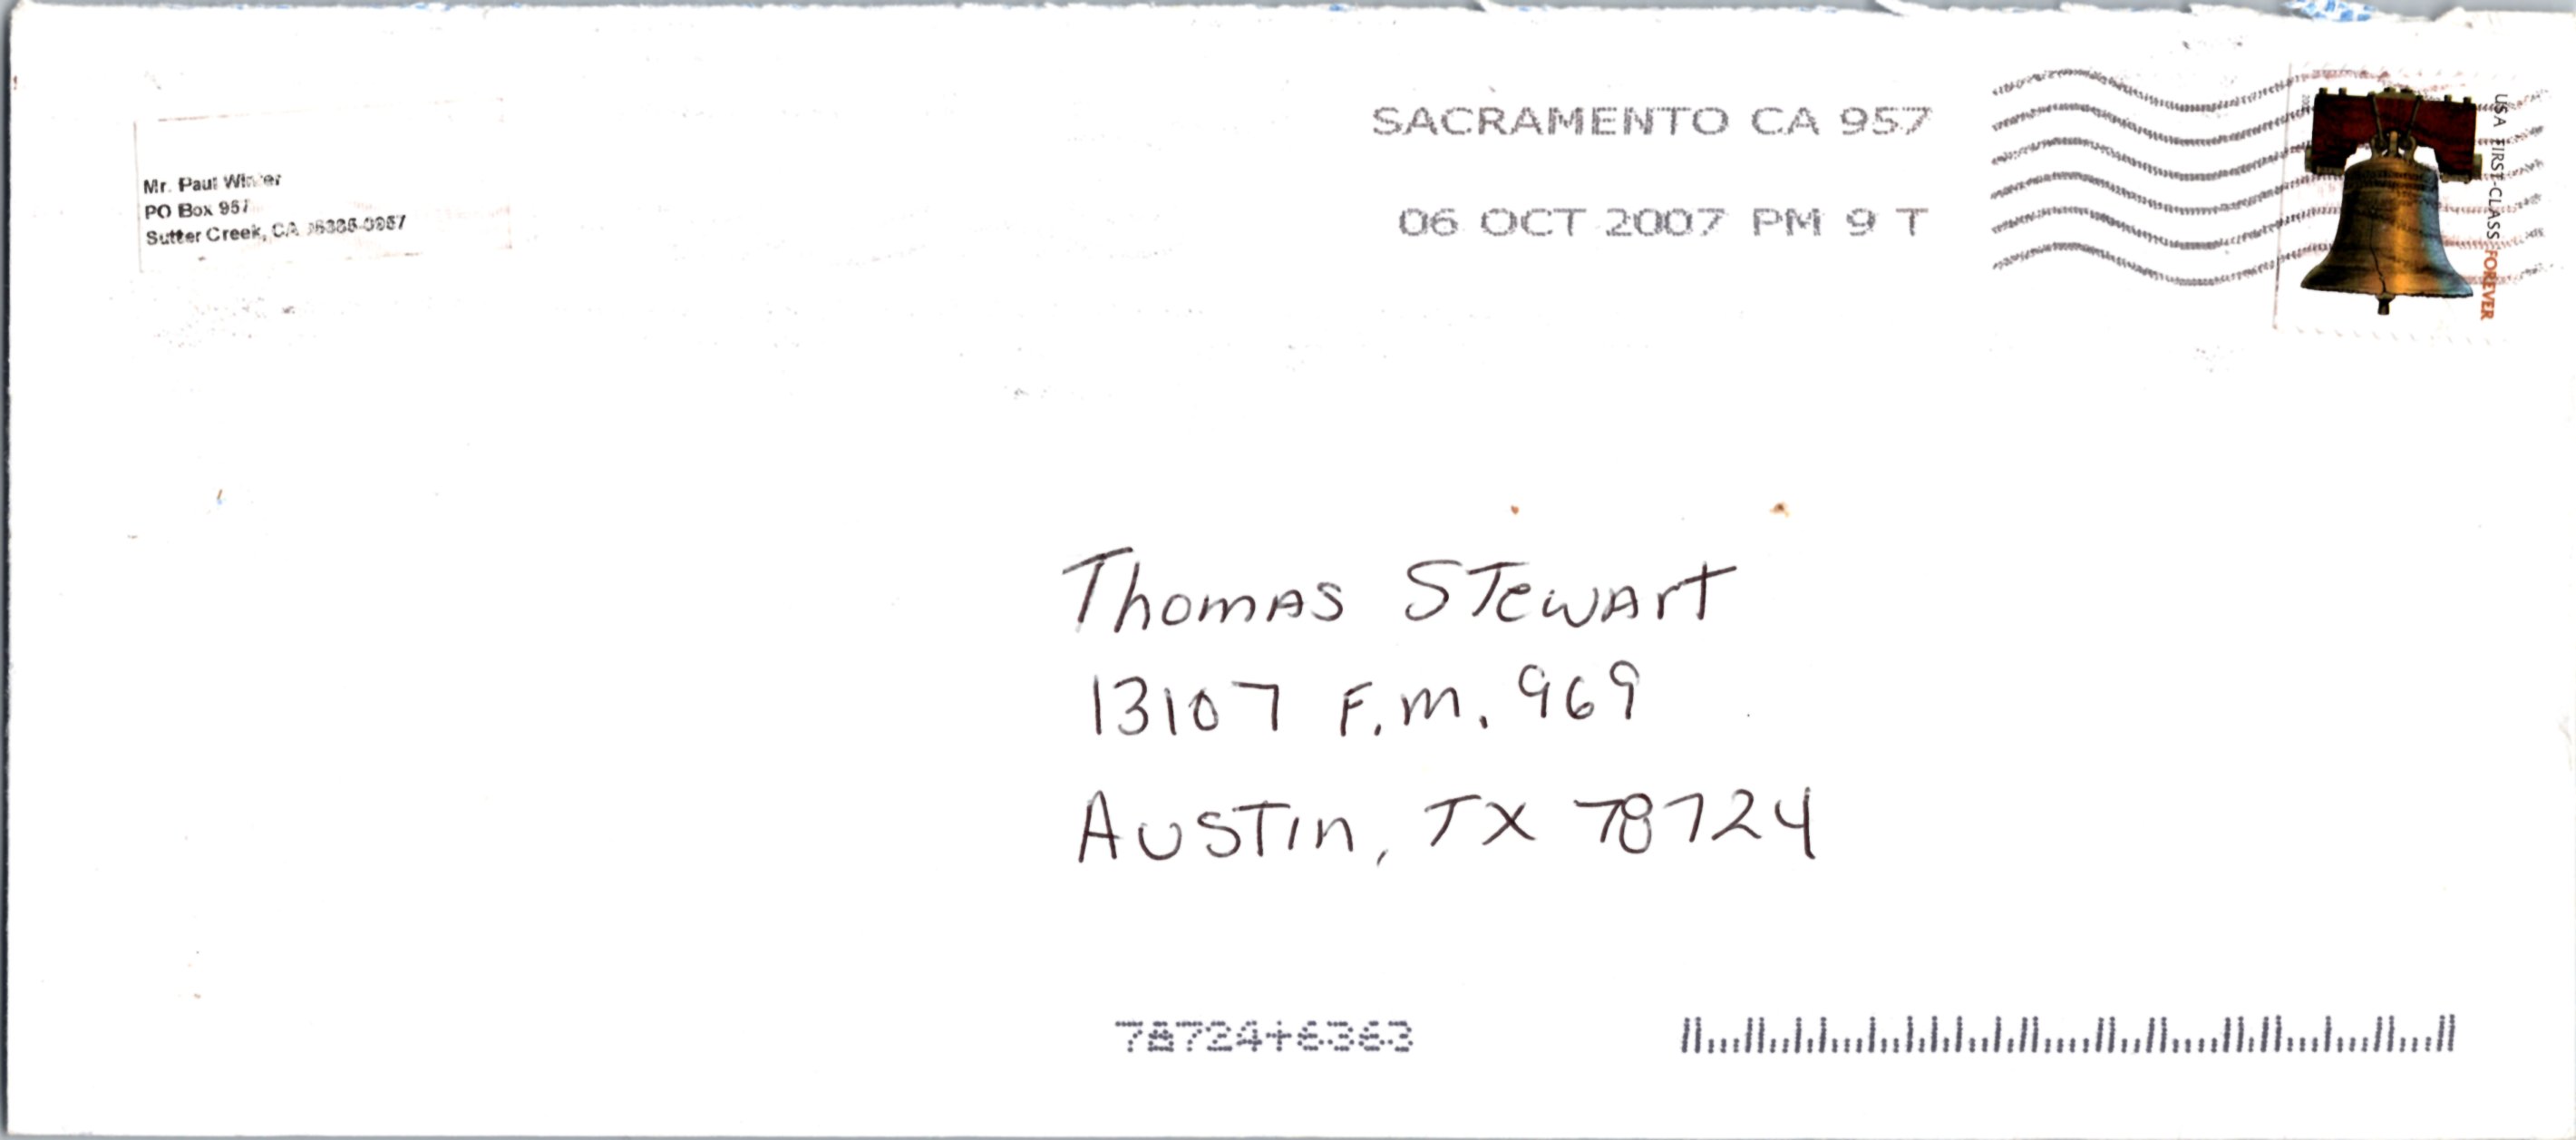 Mr. Paul Winter
PO Box 957
Sutter Creek, CA
SACRAMENTO CA 957
06 OCT 2007 PM 9 T
USA FIRST-CLASS FOREVER
Thomas Stewart
13107 F.M. 969
Austin, TX 78724
78724+6363